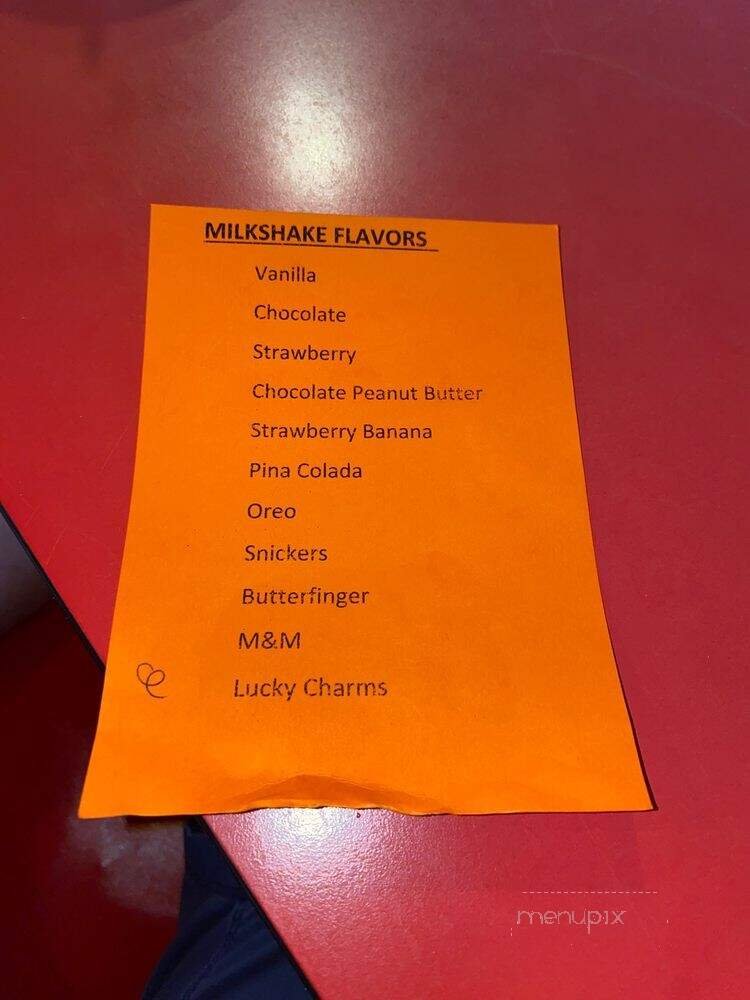 MILKSHAKE FLAVORS
Vanilla
Chocolate
Strawberry
Chocolate Peanut Butter
Strawberry Banana
Pina Colada
Oreo
Snickers
Butterfinger
M&M
Lucky Charms
menupix